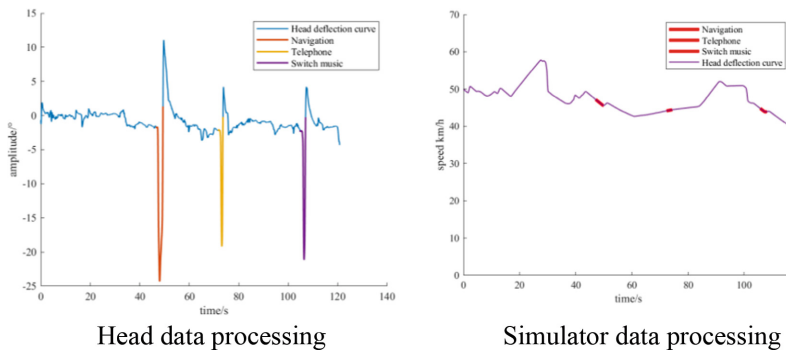 15
10
5
0
-5
-10
-15
-20
-25
amplitude/°
0 20 40 60 80 100 120 140
time/s
Head deflection curve
Navigation
Telephone
Switch music
Head data processing
70
60
50
40
30
20
10
0
speed km/h
0 20 40 60 80 100
time/s
Navigation
Telephone
Switch music
Head deflection curve
Simulator data processing